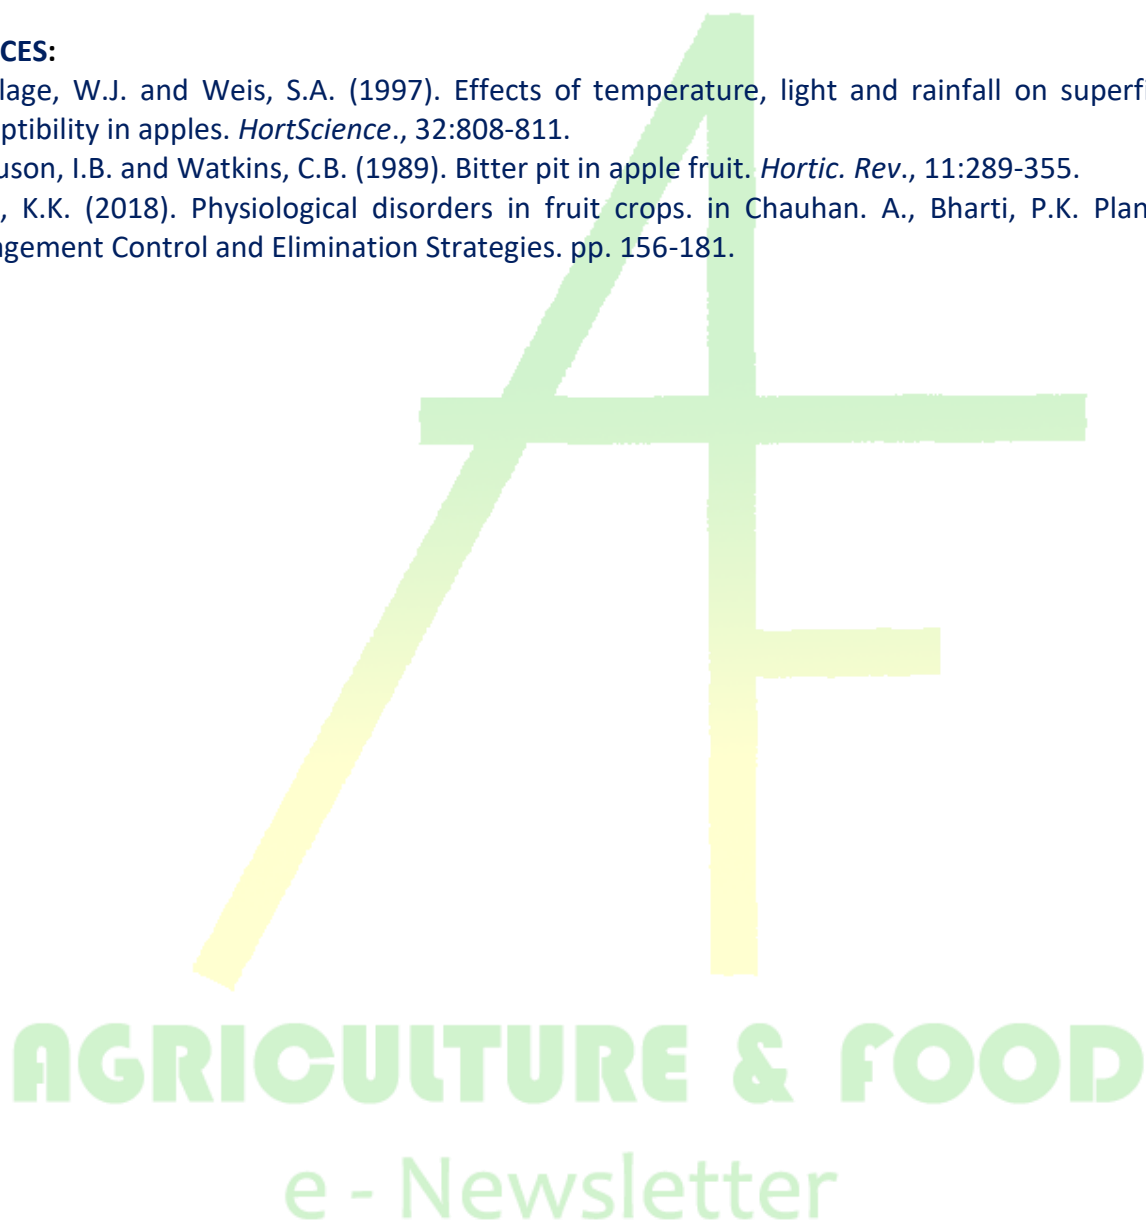 CES:
lage, W.J. and Weis, S.A. (1997). Effects of temperature, light and rainfall on superfi
ptibility in apples. HortScience., 32:808-811.
uson, I.B. and Watkins, C.B. (1989). Bitter pit in apple fruit. Hortic. Rev., 11:289-355.
, K.K. (2018). Physiological disorders in fruit crops. in Chauhan. A., Bharti, P.K. Plan
gement Control and Elimination Strategies. pp. 156-181.
AF
AGRICULTURE & FOOD
e - Newsletter